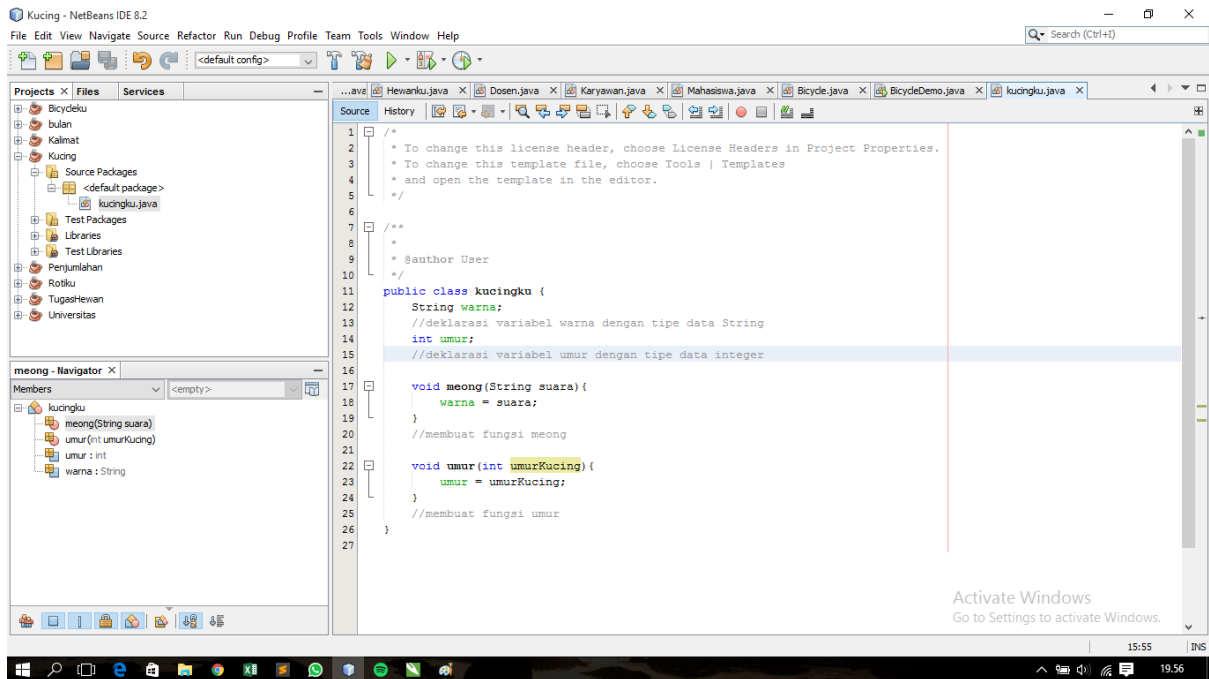 Kucing - NetBeans IDE 8.2
File Edit View Navigate Source Refactor Run Debug Profile Team Tools Window Help
Search (Ctrl+I)
<default config>
Projects Files Services
Bicycleku
bulan
Kalimat
Kucing
Source Packages
<default package>
kucingku.java
Test Packages
Libraries
Test Libraries
Penjumlahan
Rotiku
TugasHewan
Universitas
meong - Navigator
Members <empty>
kucingku
meong(String suara)
umur(int umurKucing)
umur : int
warna : String
...ava Hewanku.java Dosen.java Karyawan.java Mahasiswa.java Bicycle.java BicycleDemo.java kucingku.java
Source History
1 /*
2 * To change this license header, choose License Headers in Project Properties.
3 * To change this template file, choose Tools | Templates
4 * and open the template in the editor.
5 */
6
7 /**
8 *
9 * @author User
10 */
11 public class kucingku {
12 String warna;
13 //deklarasi variabel warna dengan tipe data String
14 int umur;
15 //deklarasi variabel umur dengan tipe data integer
16
17 void meong(String suara){
18 warna = suara;
19 }
20 //membuat fungsi meong
21
22 void umur(int umurKucing){
23 umur = umurKucing;
24 }
25 //membuat fungsi umur
26 }
27
Activate Windows
Go to Settings to activate Windows.
15:55 INS
19.56